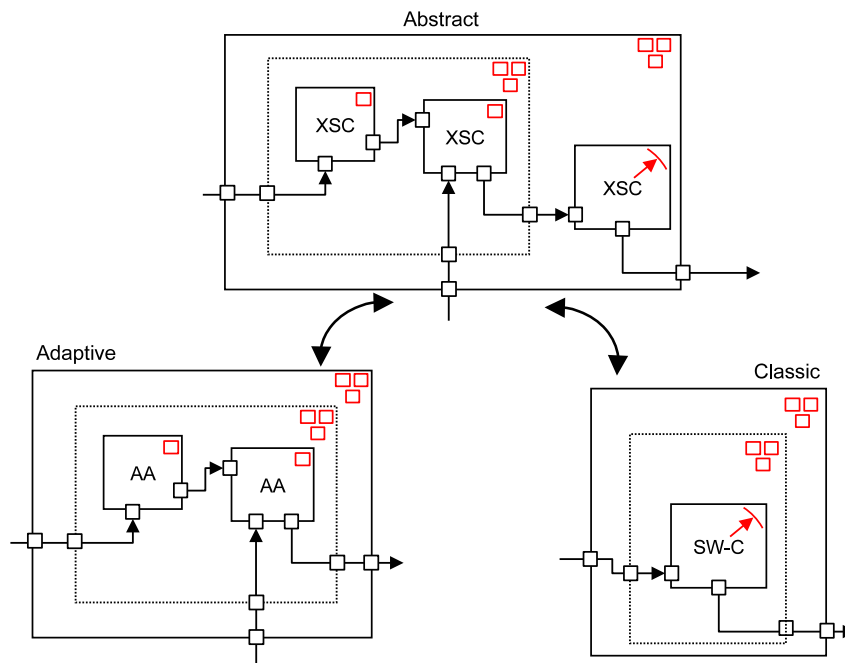 Abstract
XSC
XSC
XSC
Adaptive
Classic
AA
AA
SW-C